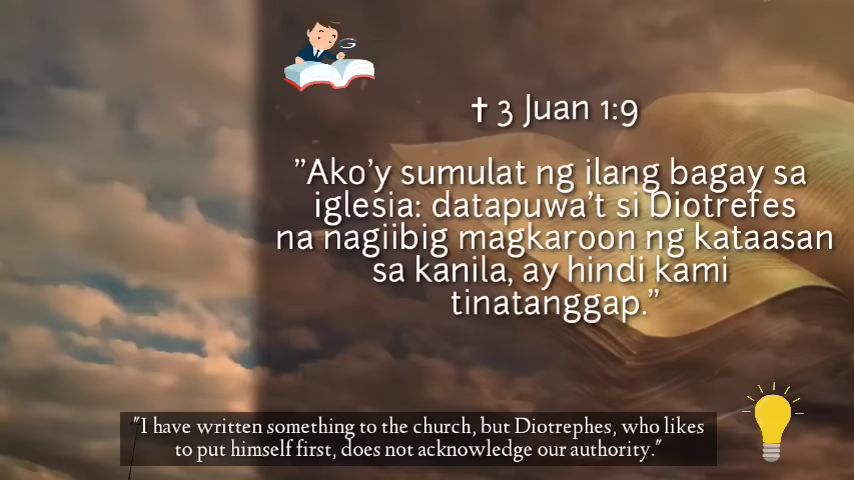 ✝ 3 Juan 1:9
"Ako'y sumulat ng ilang bagay sa
iglesia: datapuwa't si Diotrefes
na nagiibig magkaroon ng kataasan
sa kanila, ay hindi kami
tinatanggap."
"I have written something to the church, but Diotrephes, who likes
to put himself first, does not acknowledge our authority."